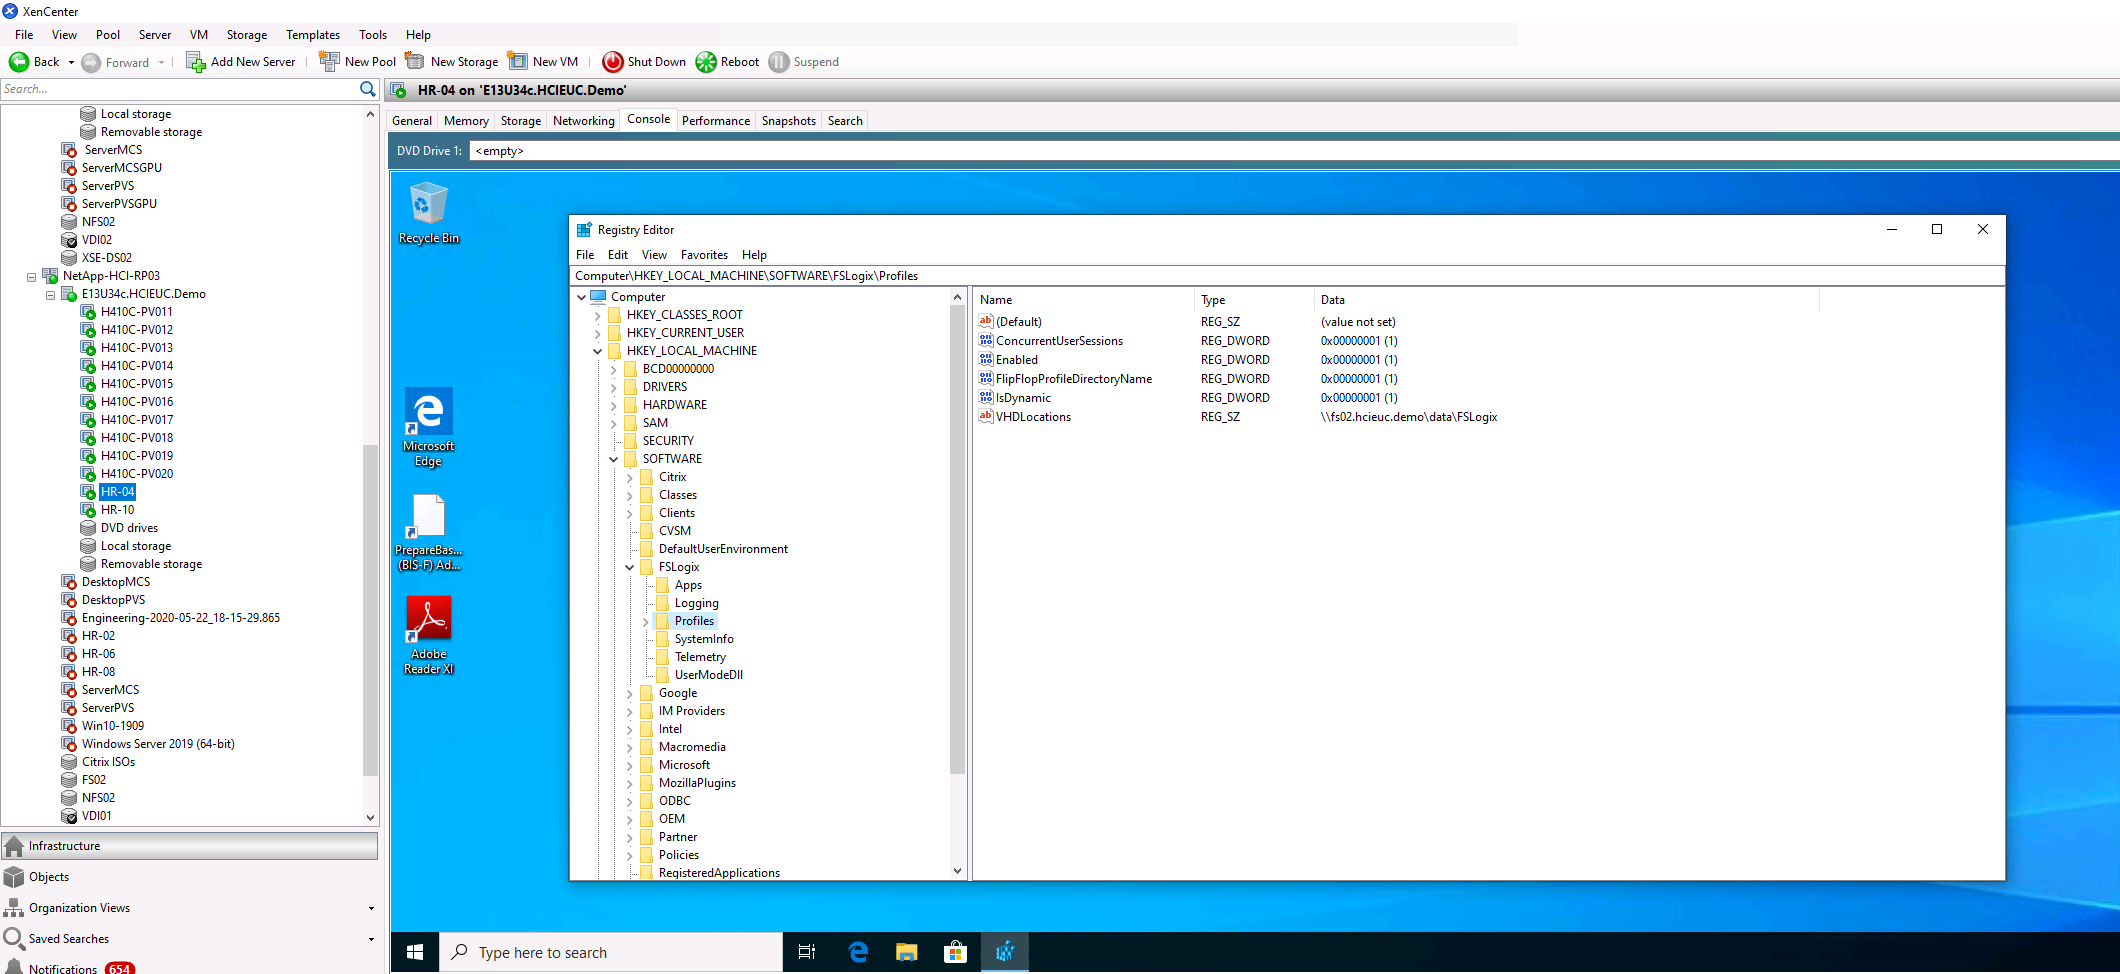 XenCenter
File View Pool Server VM Storage Templates Tools Help
Back Forward Add New Server New Pool New Storage New VM Shut Down Reboot Suspend
Search...
HR-04 on 'E13U34c.HCIEUC.Demo'
General Memory Storage Networking Console Performance Snapshots Search
DVD Drive 1: <empty>
Local storage
Removable storage
ServerMCS
ServerMCSGPU
ServerPVS
ServerPVSGPU
NFS02
VDI02
XSE-DS02
NetApp-HCI-RP03
E13U34c.HCIEUC.Demo
H410C-PV011
H410C-PV012
H410C-PV013
H410C-PV014
H410C-PV015
H410C-PV016
H410C-PV017
H410C-PV018
H410C-PV019
H410C-PV020
HR-04
HR-10
DVD drives
Local storage
Removable storage
DesktopMCS
DesktopPVS
Engineering-2020-05-22_18-15-29.865
HR-02
HR-06
HR-08
ServerMCS
ServerPVS
Win10-1909
Windows Server 2019 (64-bit)
Citrix ISOs
FS02
NFS02
VDI01
Infrastructure
Objects
Organization Views
Saved Searches
Notifications 654
Recycle Bin
Microsoft
Edge
PrepareBas...
(BIS-F) Ad...
Adobe
Reader XI
Registry Editor
File Edit View Favorites Help
Computer\HKEY_LOCAL_MACHINE\SOFTWARE\FSLogix\Profiles
Computer
HKEY_CLASSES_ROOT
HKEY_CURRENT_USER
HKEY_LOCAL_MACHINE
BCD00000000
DRIVERS
HARDWARE
SAM
SECURITY
SOFTWARE
Citrix
Classes
Clients
CVSM
DefaultUserEnvironment
FSLogix
Apps
Logging
Profiles
SystemInfo
Telemetry
UserModeDll
Google
IM Providers
Intel
Macromedia
Microsoft
MozillaPlugins
ODBC
OEM
Partner
Policies
RegisteredApplications
Name Type Data
(Default) REG_SZ (value not set)
ConcurrentUserSessions REG_DWORD 0x00000001 (1)
Enabled REG_DWORD 0x00000001 (1)
FlipFlopProfileDirectoryName REG_DWORD 0x00000001 (1)
IsDynamic REG_DWORD 0x00000001 (1)
VHDLocations REG_SZ \\fs02.hcieuc.demo\data\FSLogix
Type here to search